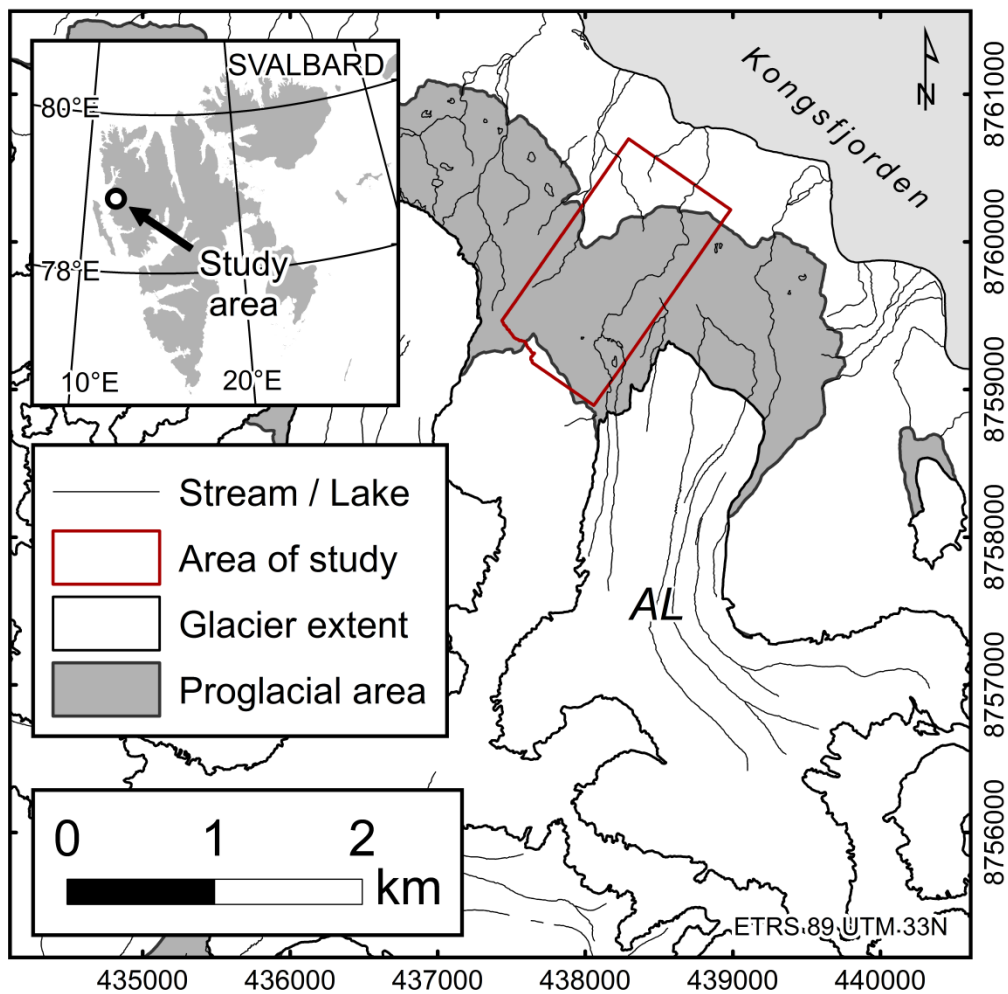 SVALBARD
80°E
78°E
10°E
20°E
Study
area
Kongsfjorden
N
Stream / Lake
Area of study
Glacier extent
Proglacial area
AL
0 1 2
km
ETRS 89 UTM 33N
8761000
8760000
8759000
8758000
8757000
8756000
435000 436000 437000 438000 439000 440000